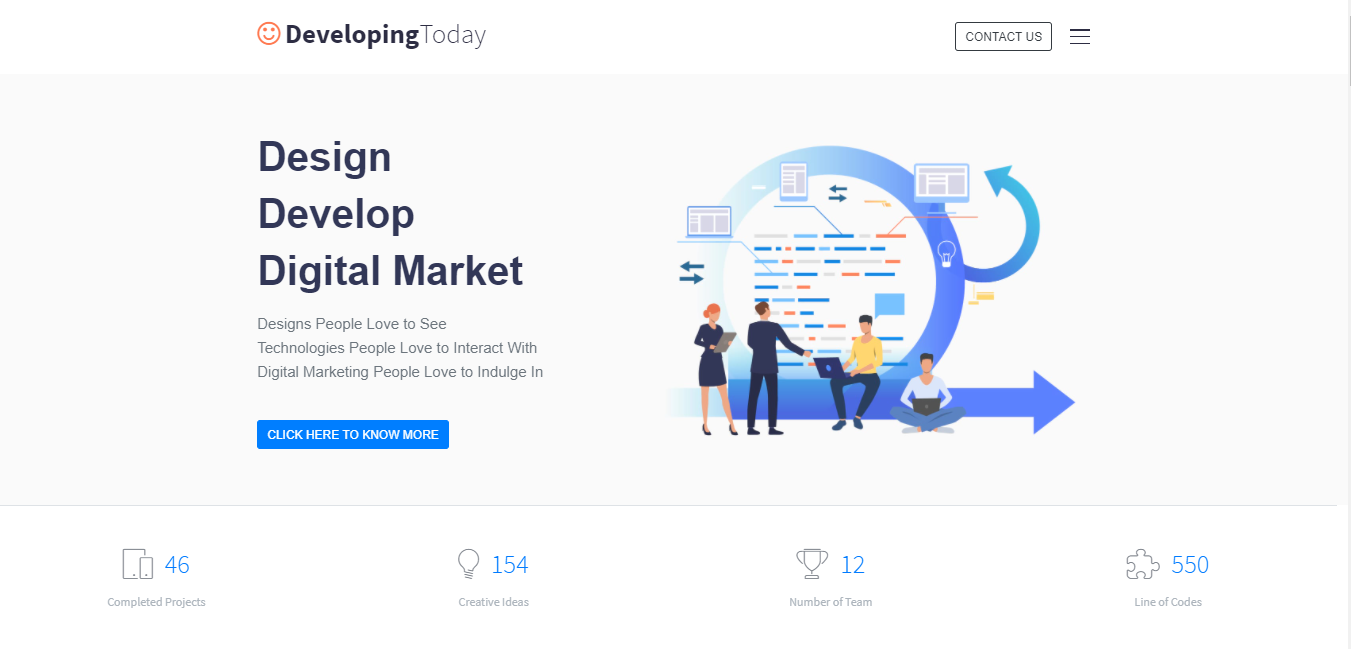 DevelopingToday
CONTACT US
Design
Develop
Digital Market
Designs People Love to See
Technologies People Love to Interact With
Digital Marketing People Love to Indulge In
CLICK HERE TO KNOW MORE
46
Completed Projects
154
Creative Ideas
12
Number of Team
550
Line of Codes